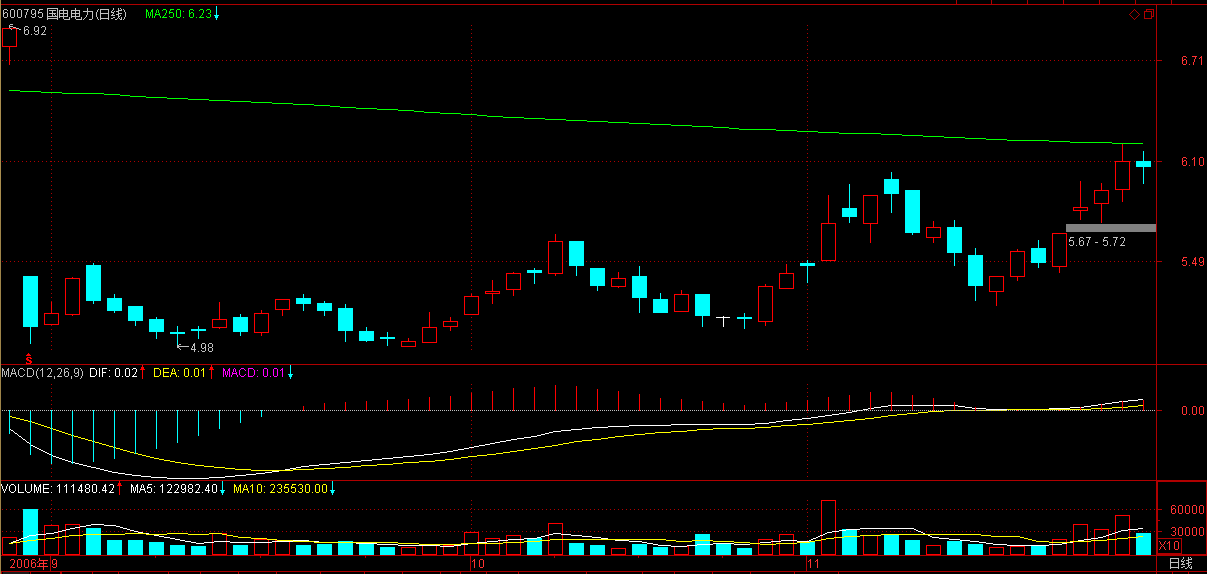 600795 国电电力(日线) MA250: 6.23↓
←6.92
6.71
6.10
5.67 - 5.72
5.49
←4.98
S
MACD(12,26,9) DIF: 0.02↑ DEA: 0.01↑ MACD: 0.01↓
0.00
VOLUME: 111480.42↑ MA5: 122982.40↓ MA10: 235530.00↓
60000
30000
X10
2006年 9 10 11 日线